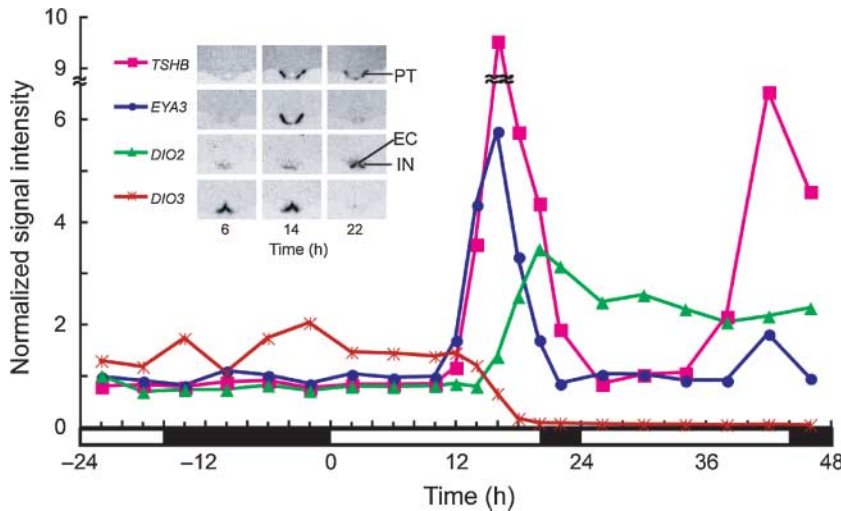 10
9
6
4
2
0
Normalized signal intensity
TSHB
EYA3
DIO2
DIO3
PT
EC
IN
6 14 22
Time (h)
–24 –12 0 12 24 36 48
Time (h)